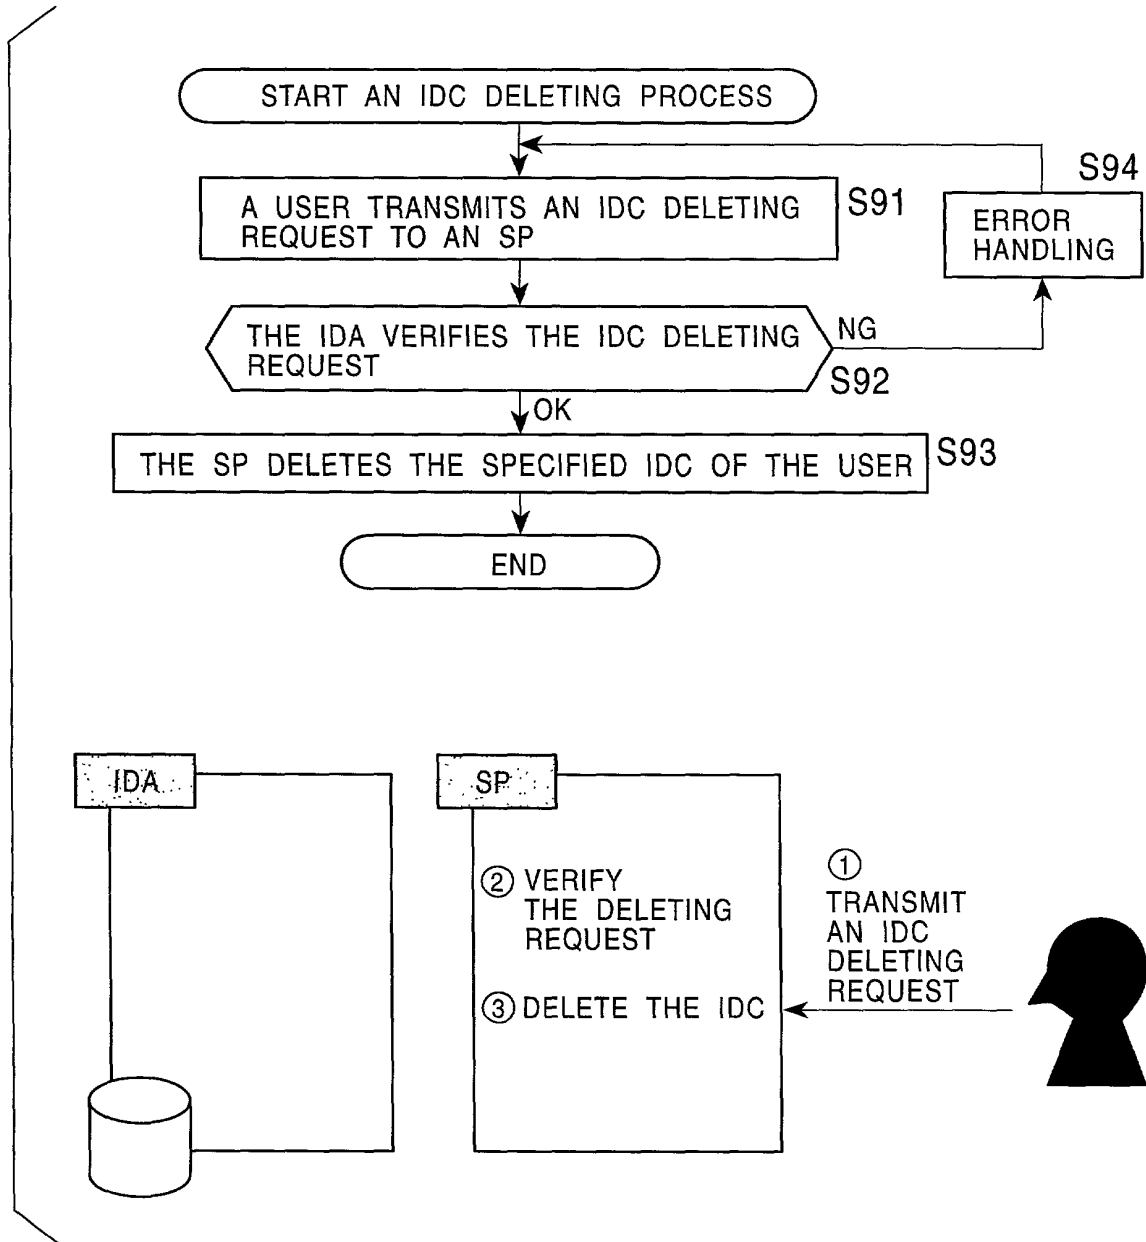 START AN IDC DELETING PROCESS
S94
A USER TRANSMITS AN IDC DELETING
REQUEST TO AN SP
S91
ERROR
HANDLING
THE IDA VERIFIES THE IDC DELETING
REQUEST
NG
S92
OK
THE SP DELETES THE SPECIFIED IDC OF THE USER
S93
END
IDA
SP
② VERIFY
THE DELETING
REQUEST
③ DELETE THE IDC
①
TRANSMIT
AN IDC
DELETING
REQUEST